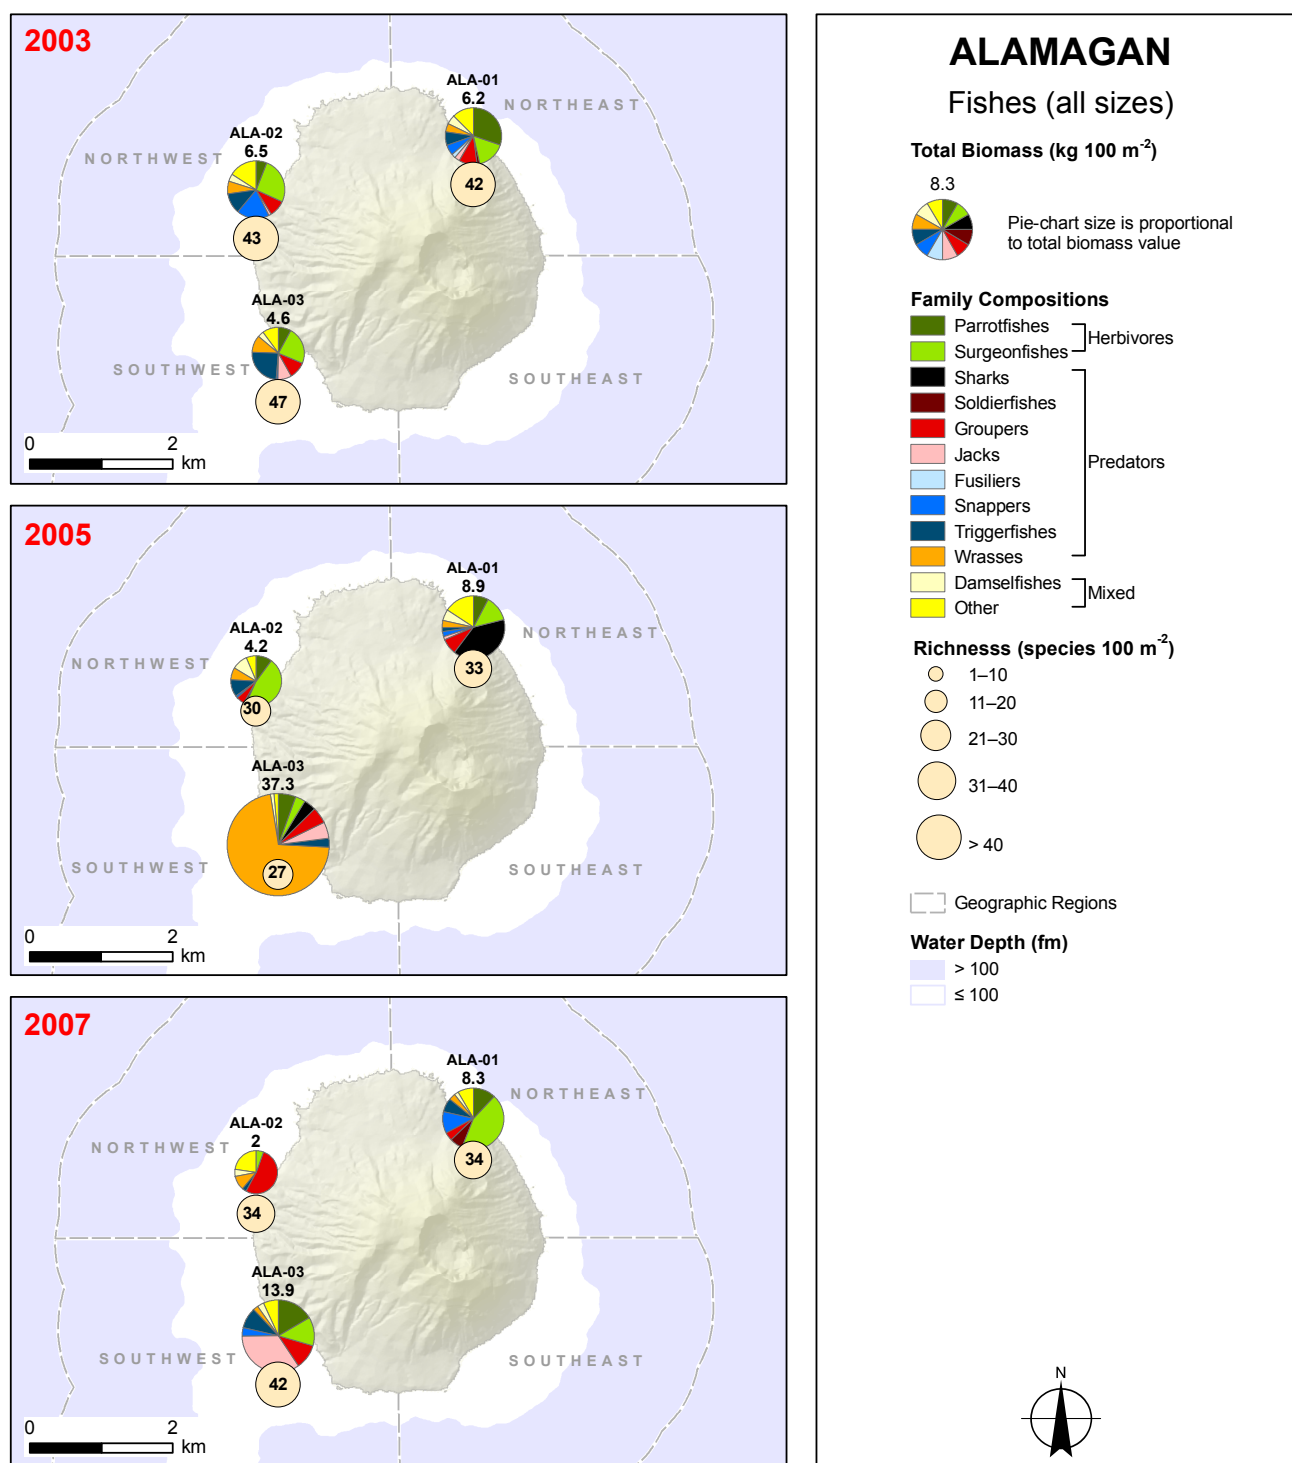 2003
ALA-01
6.2
NORTHEAST
ALA-02
6.5
NORTHWEST
42
43
ALA-03
4.6
SOUTHWEST
SOUTHEAST
47
0 2
km
2005
ALA-01
8.9
NORTHEAST
ALA-02
4.2
NORTHWEST
33
30
ALA-03
37.3
SOUTHWEST
SOUTHEAST
27
0 2
km
2007
ALA-01
8.3
NORTHEAST
ALA-02
2
NORTHWEST
34
34
ALA-03
13.9
SOUTHWEST
SOUTHEAST
42
0 2
km
ALAMAGAN
Fishes (all sizes)
Total Biomass (kg 100 m⁻²)
8.3
Pie-chart size is proportional
to total biomass value
Family Compositions
Parrotfishes
Surgeonfishes
Herbivores
Sharks
Soldierfishes
Groupers
Jacks
Fusiliers
Snappers
Triggerfishes
Wrasses
Predators
Damselfishes
Other
Mixed
Richnesss (species 100 m⁻²)
1–10
11–20
21–30
31–40
> 40
Geographic Regions
Water Depth (fm)
> 100
≤ 100
N